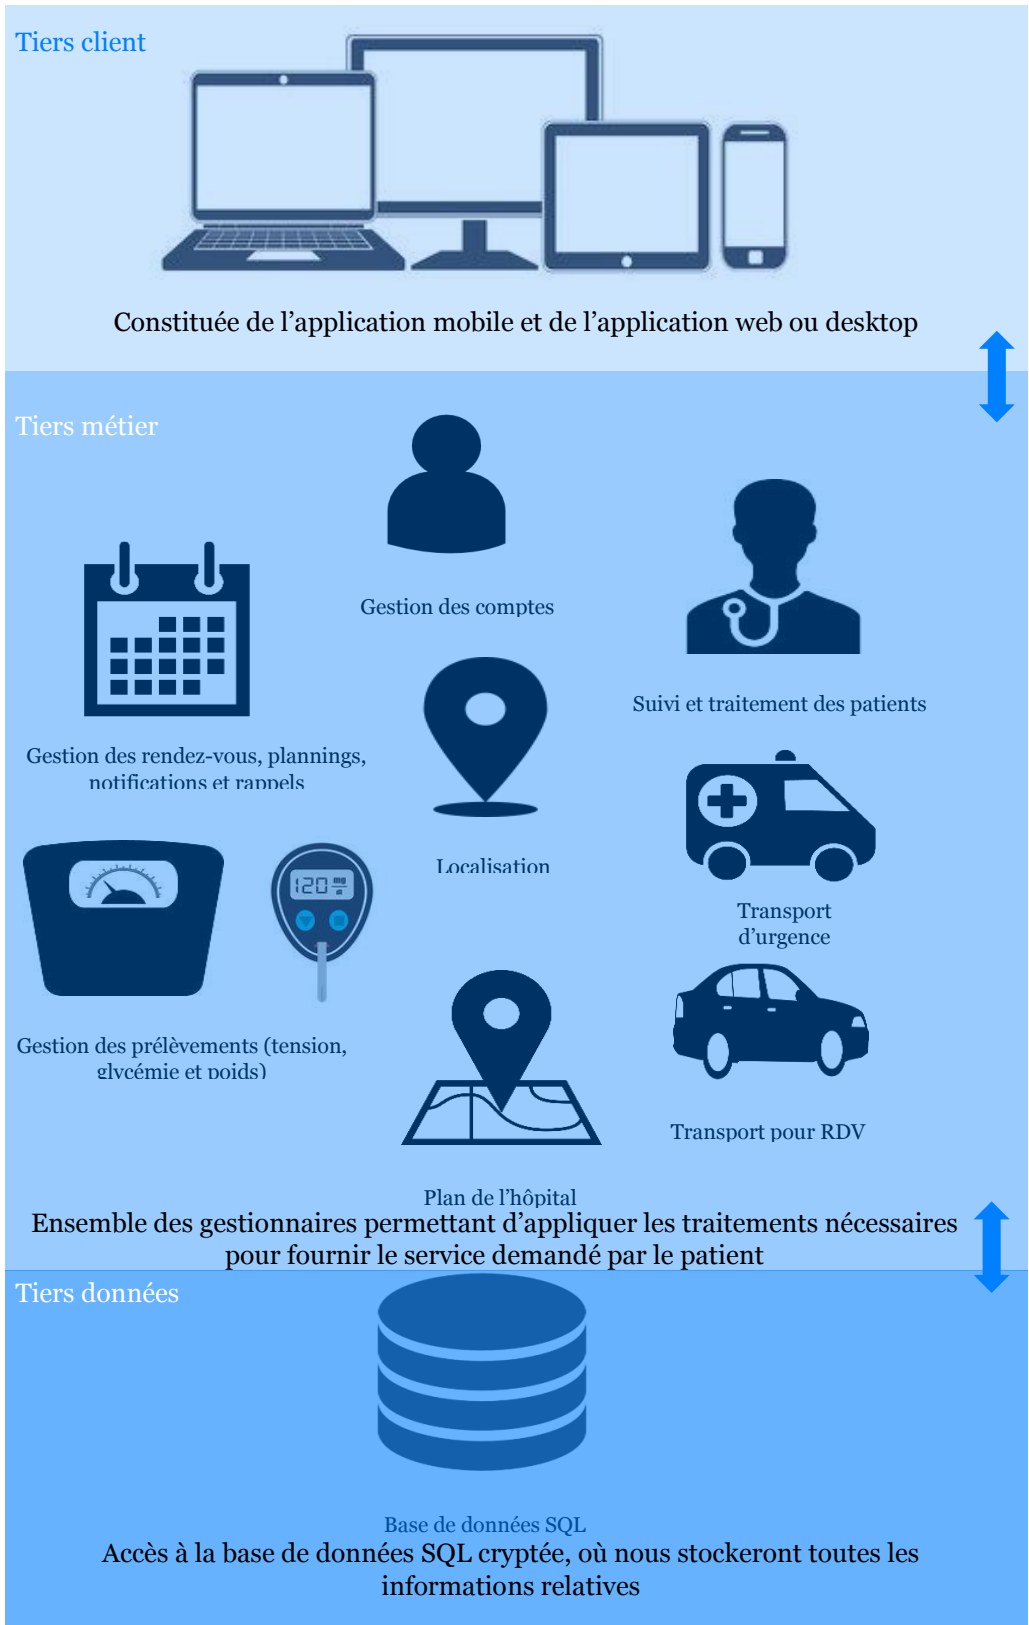 Tiers client
Constituée de l’application mobile et de l’application web ou desktop
Tiers métier
Gestion des comptes
Suivi et traitement des patients
Gestion des rendez-vous, plannings,
notifications et rappels
Localisation
120 mg
dl
Transport
d’urgence
Gestion des prélèvements (tension,
glycémie et poids)
Transport pour RDV
Plan de l’hôpital
Ensemble des gestionnaires permettant d’appliquer les traitements nécessaires
pour fournir le service demandé par le patient
Tiers données
Base de données SQL
Accès à la base de données SQL cryptée, où nous stockeront toutes les
informations relatives